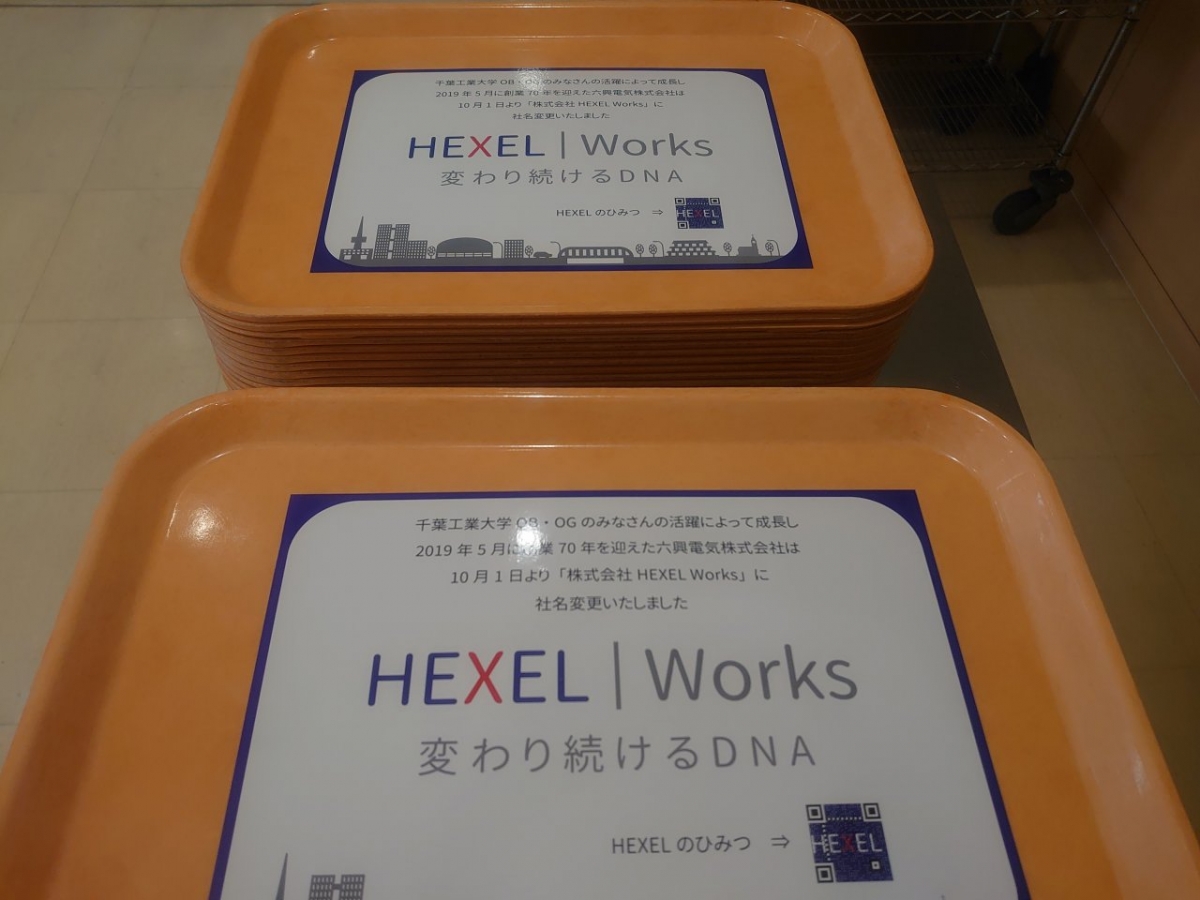 千葉工業大学 OB・OG のみなさんの活躍によって成長し
2019 年 5 月に創業 70 年を迎えた六興電気株式会社は
10 月 1 日より「株式会社 HEXEL Works」に
社名変更いたしました
HEXEL | Works
変わり続けるDNA
HEXEL のひみつ ⇒
HEXEL
千葉工業大学 OB・OG のみなさんの活躍によって成長し
2019 年 5 月に創業 70 年を迎えた六興電気株式会社は
10 月 1 日より「株式会社 HEXEL Works」に
社名変更いたしました
HEXEL | Works
変わり続けるDNA
HEXEL のひみつ ⇒
HEXEL